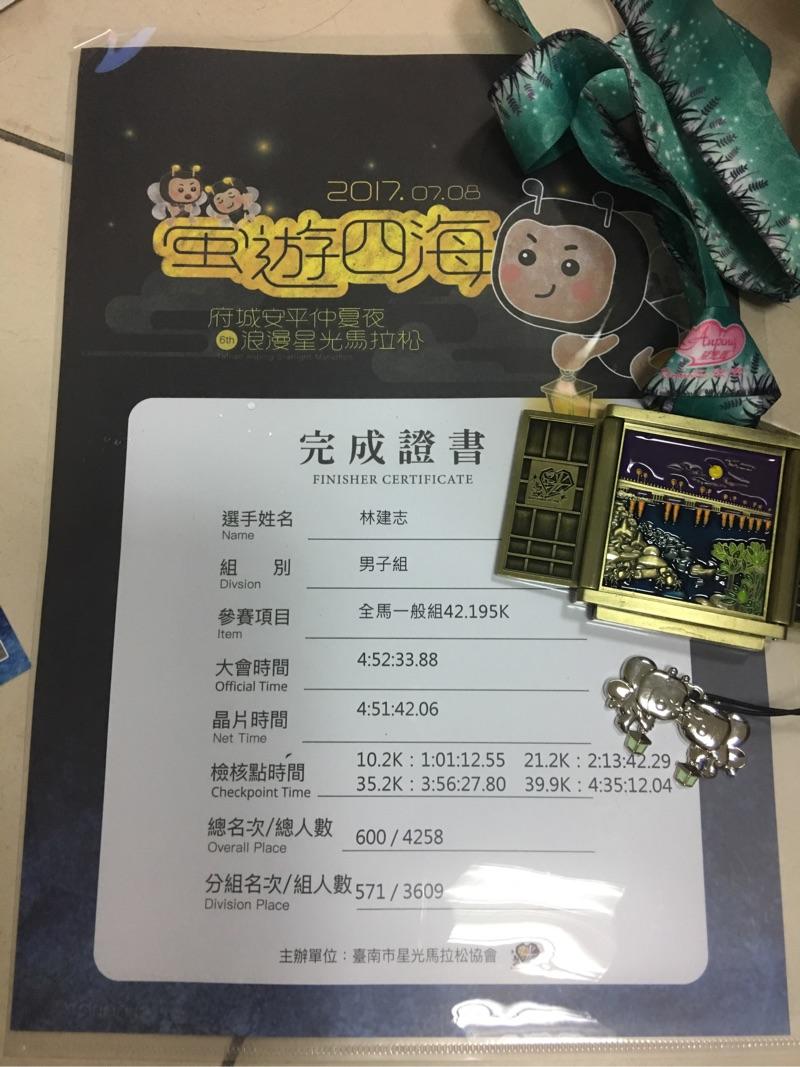 2017.07.08
萤遊四海
府城安平仲夏夜
6th 浪漫星光馬拉松
Tainan Anping Starlight Marathon
完成證書
FINISHER CERTIFICATE
選手姓名 林建志
Name
組 別 男子組
Divsion
參賽項目 全馬一般組42.195K
Item
大會時間 4:52:33.88
Official Time
晶片時間 4:51:42.06
Net Time
檢核點時間 10.2K：1:01:12.55 21.2K：2:13:42.29
Checkpoint Time 35.2K：3:56:27.80 39.9K：4:35:12.04
總名次/總人數 600 / 4258
Overall Place
分組名次/組人數 571 / 3609
Division Place
主辦單位：臺南市星光馬拉松協會
Anping